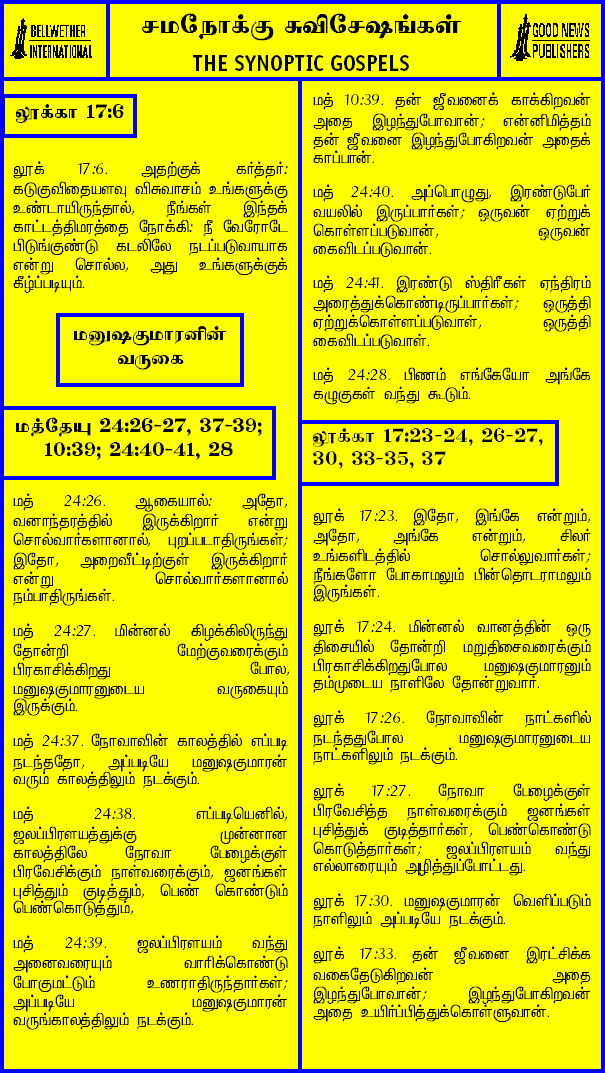 BELLWETHER
INTERNATIONAL
சமநோக்கு சுவிசேஷங்கள்
THE SYNOPTIC GOSPELS
GOOD NEWS
PUBLISHERS
லூக்கா 17:6
லூக் 17:6. அதற்குக் கர்த்தர்:
கடுகுவிதையளவு விசுவாசம் உங்களுக்கு
உண்டாயிருந்தால், நீங்கள் இந்தக்
காட்டத்திமரத்தை நோக்கி: நீ வேரோடே
பிடுங்குண்டு கடலிலே நடப்படுவாயாக
என்று சொல்ல, அது உங்களுக்குக்
கீழ்ப்படியும்.
மனுஷகுமாரனின்
வருகை
மத்தேயு 24:26-27, 37-39;
10:39; 24:40-41, 28
மத் 24:26. ஆகையால்: அதோ,
வனாந்தரத்தில் இருக்கிறார் என்று
சொல்வார்களானால், புறப்படாதிருங்கள்;
இதோ, அறைவீட்டிற்குள் இருக்கிறார்
என்று சொல்வார்களானால்
நம்பாதிருங்கள்.
மத் 24:27. மின்னல் கிழக்கிலிருந்து
தோன்றி மேற்குவரைக்கும்
பிரகாசிக்கிறது போல,
மனுஷகுமாரனுடைய வருகையும்
இருக்கும்.
மத் 24:37. நோவாவின் காலத்தில் எப்படி
நடந்ததோ, அப்படியே மனுஷகுமாரன்
வரும் காலத்திலும் நடக்கும்.
மத் 24:38. எப்படியெனில்,
ஜலப்பிரளயத்துக்கு முன்னான
காலத்திலே நோவா பேழைக்குள்
பிரவேசிக்கும் நாள்வரைக்கும், ஜனங்கள்
புசித்தும் குடித்தும், பெண் கொண்டும்
பெண்கொடுத்தும்,
மத் 24:39. ஜலப்பிரளயம் வந்து
அனைவரையும் வாரிக்கொண்டு
போகுமட்டும் உணராதிருந்தார்கள்;
அப்படியே மனுஷகுமாரன்
வருங்காலத்திலும் நடக்கும்.
மத் 10:39. தன் ஜீவனைக் காக்கிறவன்
அதை இழந்துபோவான்; என்னிமித்தம்
தன் ஜீவனை இழந்துபோகிறவன் அதைக்
காப்பான்.
மத் 24:40. அப்பொழுது, இரண்டுபேர்
வயலில் இருப்பார்கள்; ஒருவன் ஏற்றுக்
கொள்ளப்படுவான், ஒருவன்
கைவிடப்படுவான்.
மத் 24:41. இரண்டு ஸ்திரீகள் ஏந்திரம்
அரைத்துக்கொண்டிருப்பார்கள்; ஒருத்தி
ஏற்றுக்கொள்ளப்படுவாள், ஒருத்தி
கைவிடப்படுவாள்.
மத் 24:28. பிணம் எங்கேயோ அங்கே
கழுகுகள் வந்து கூடும்.
லூக்கா 17:23-24, 26-27,
30, 33-35, 37
லூக் 17:23. இதோ, இங்கே என்றும்,
அதோ, அங்கே என்றும், சிலர்
உங்களிடத்தில் சொல்லுவார்கள்;
நீங்களோ போகாமலும் பின்தொடராமலும்
இருங்கள்.
லூக் 17:24. மின்னல் வானத்தின் ஒரு
திசையில் தோன்றி மறுதிசைவரைக்கும்
பிரகாசிக்கிறதுபோல மனுஷகுமாரனும்
தம்முடைய நாளிலே தோன்றுவார்.
லூக் 17:26. நோவாவின் நாட்களில்
நடந்ததுபோல மனுஷகுமாரனுடைய
நாட்களிலும் நடக்கும்.
லூக் 17:27. நோவா பேழைக்குள்
பிரவேசித்த நாள்வரைக்கும் ஜனங்கள்
புசித்துக் குடித்தார்கள், பெண்கொண்டு
கொடுத்தார்கள்; ஜலப்பிரளயம் வந்து
எல்லாரையும் அழித்துப்போட்டது.
லூக் 17:30. மனுஷகுமாரன் வெளிப்படும்
நாளிலும் அப்படியே நடக்கும்.
லூக் 17:33. தன் ஜீவனை இரட்சிக்க
வகைதேடுகிறவன் அதை
இழந்துபோவான்; இழந்துபோகிறவன்
அதை உயிர்ப்பித்துக்கொள்ளுவான்.